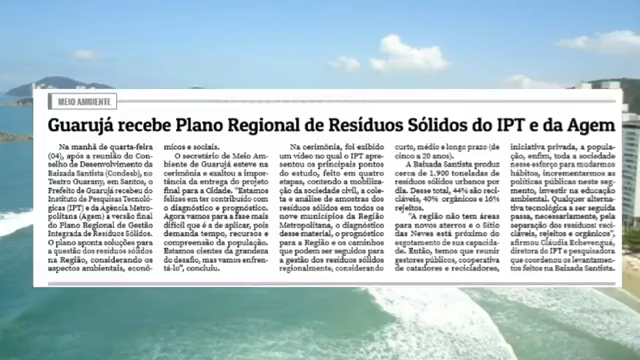 MEIO AMBIENTE
Guarujá recebe Plano Regional de Resíduos Sólidos do IPT e da Agem
Na manhã de quarta-feira
(04), após a reunião do Con-
selho de Desenvolvimento da
Baixada Santista (Condesb), no
Teatro Guarany, em Santos, o
Prefeito de Guarujá recebeu do
Instituto de Pesquisas Tecnoló-
gicas (IPT) e da Agência Metro-
politana (Agem) a versão final
do Plano Regional de Gestão
Integrada de Resíduos Sólidos.
O plano aponta soluções para
a questão dos resíduos sólidos
na Região, considerando os
aspectos ambientais, econô-
micos e sociais.
O secretário de Meio Am-
biente de Guarujá esteve na
cerimônia e exaltou a importân-
cia da entrega do projeto
final para a Cidade. "Estamos
felizes em ter contribuído com
o diagnóstico e prognóstico.
Agora vamos para a fase mais
difícil que é a de aplicar, pois
demanda tempo, recursos e
compreensão da população.
Estamos cientes da grandeza
do desafio, mas vamos enfren-
tá-lo", concluiu.
Na cerimônia, foi exibido
um vídeo no qual o IPT apre-
sentou os principais pontos
do estudo, feito em quatro
etapas, contendo a mobiliza-
ção da sociedade civil, a cole-
ta e análise de amostras dos
resíduos sólidos em todos os
nove municípios da Região
Metropolitana, o diagnóstico
desse material, o prognóstico
para a Região e os caminhos
que podem ser seguidos para
a gestão dos resíduos sólidos
regionalmente, considerando
curto, médio e longo prazo (de
cinco a 20 anos).
A Baixada Santista produz
cerca de 1.900 toneladas de
resíduos sólidos urbanos por
dia. Desse total, 44% são reci-
cláveis, 40% orgânicos e 16%
rejeitos.
"A região não tem áreas
para novos aterros e o Sítio
das Neves está próximo do
esgotamento de sua capacida-
de. Então, temos que reunir
gestores públicos, cooperativa
de catadores e recicladores,
iniciativa privada, a popula-
ção, enfim, toda a sociedade
nesse esforço para mudarmos
hábitos, incrementarmos as
políticas públicas neste seg-
mento, investir na educação
ambiental. Qualquer alterna-
tiva tecnológica a ser seguida
passa, necessariamente, pela
separação dos resíduos: reci-
cláveis, rejeitos e orgânicos",
afirmou Cláudia Echevenguá,
diretora do IPT e pesquisadora
que coordenou os levantamen-
tos feitos na Baixada Santista.